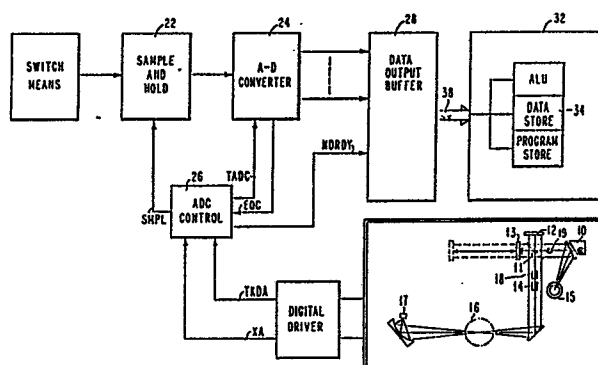 22
24
28
32
SWITCH
MEANS
SAMPLE
AND
HOLD
A-D
CONVERTER
DATA
OUTPUT
BUFFER
38
ALU
DATA
STORE
34
PROGRAM
STORE
26
ADC
CONTROL
SHPL
TADC
EOC
NDRDY
TKDA
XA
DIGITAL
DRIVER
13
12
19
10
11
18
14
15
17
16